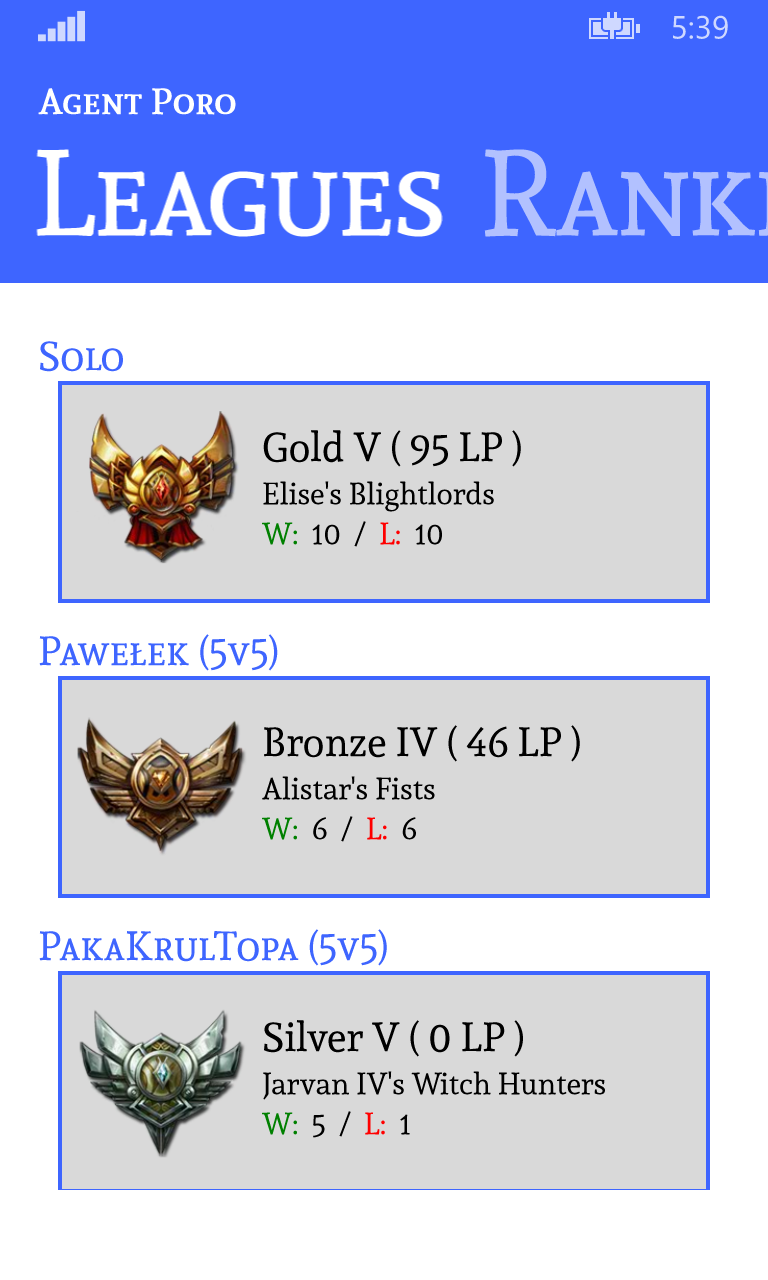 5:39
Agent Poro
Leagues Rank
Solo
Gold V ( 95 LP )
Elise's Blightlords
W: 10 / L: 10
Pawełek (5v5)
Bronze IV ( 46 LP )
Alistar's Fists
W: 6 / L: 6
PakaKrulTopa (5v5)
Silver V ( 0 LP )
Jarvan IV's Witch Hunters
W: 5 / L: 1